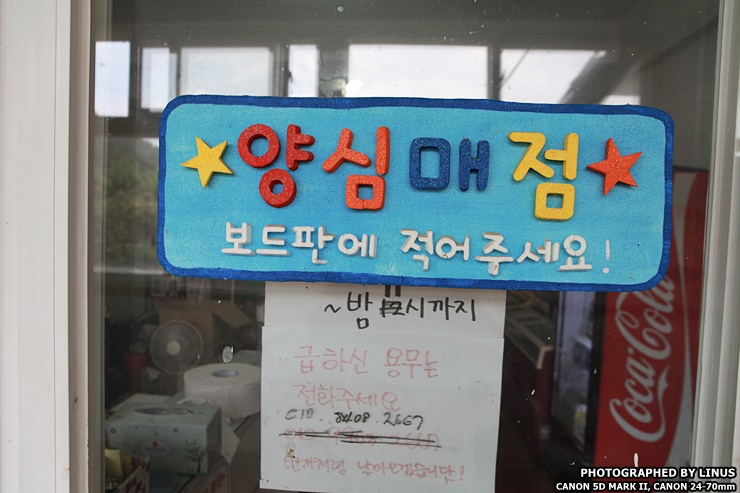 양심매점
보드판에 적어주세요!
~밤 시까지
급하신 용무는
전화주세요
010 8408 2667
Coca-Cola
PHOTOGRAPHED BY LINUS
CANON 5D MARK II, CANON 24-70mm